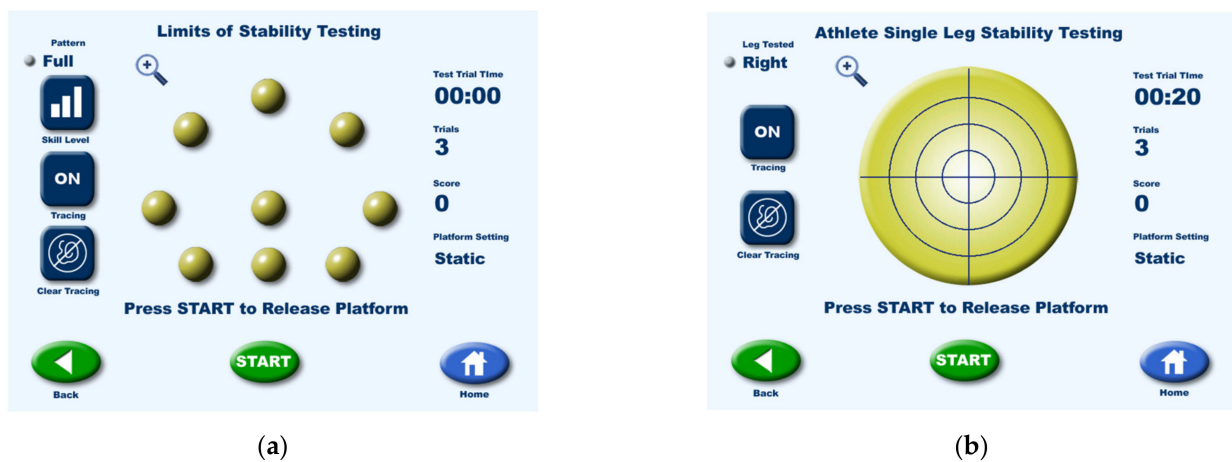 Limits of Stability Testing
Pattern
Full
Skill Level
ON
Tracing
Clear Tracing
Test Trial TIme
00:00
Trials
3
Score
0
Platform Setting
Static
Press START to Release Platform
START
Back
Home
(a)
Athlete Single Leg Stability Testing
Leg Tested
Right
ON
Tracing
Clear Tracing
Test Trial TIme
00:20
Trials
3
Score
0
Platform Setting
Static
Press START to Release Platform
START
Back
Home
(b)